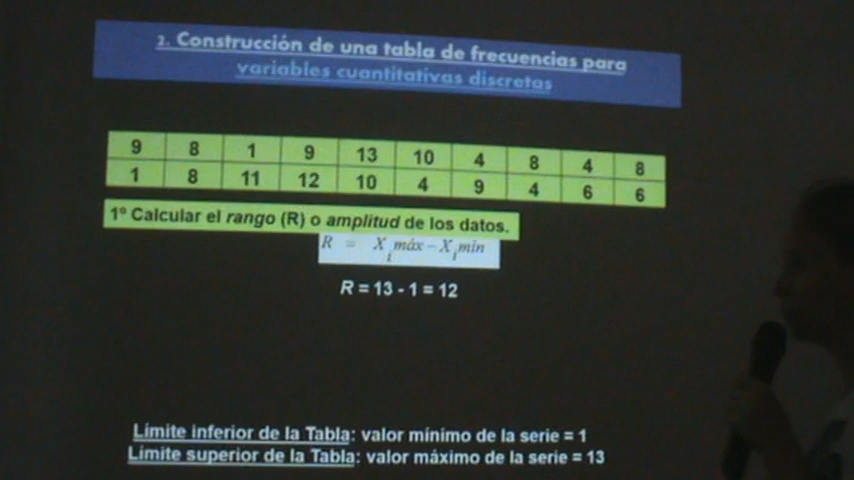 2. Construcción de una tabla de frecuencias para
variables cuantitativas discretas
9 8 1 9 13 10 4 8 4 8
1 8 11 12 10 4 9 4 6 6
1º Calcular el rango (R) o amplitud de los datos.
R = Xi máx – Xi mín
R = 13 - 1 = 12
Límite inferior de la Tabla: valor mínimo de la serie = 1
Límite superior de la Tabla: valor máximo de la serie = 13